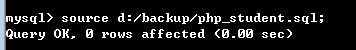 mysql> source d:/backup/php_student.sql;
Query OK, 0 rows affected (0.00 sec)